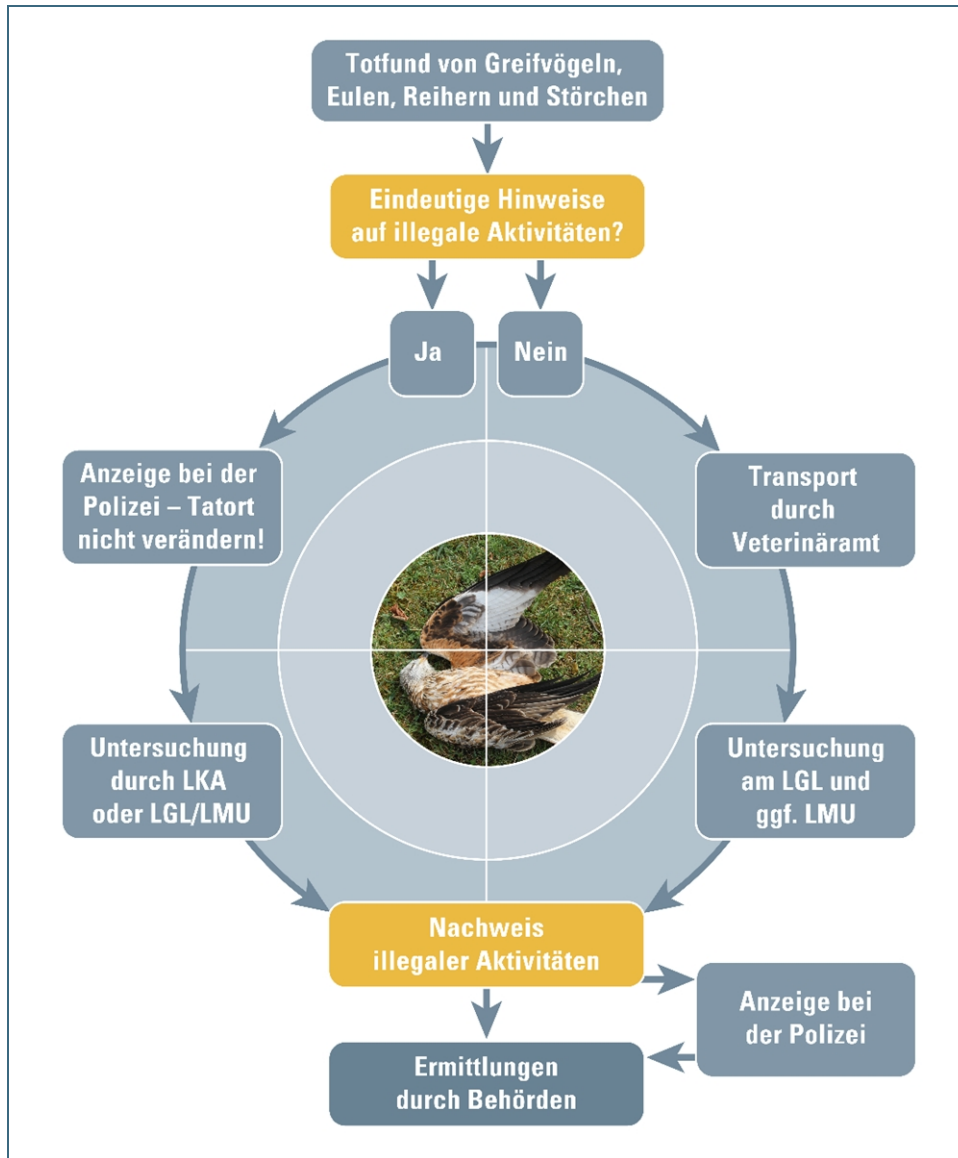 Totfund von Greifvögeln,
Eulen, Reihern und Störchen
Eindeutige Hinweise
auf illegale Aktivitäten?
Ja
Nein
Anzeige bei der
Polizei – Tatort
nicht verändern!
Transport
durch
Veterinäramt
Untersuchung
durch LKA
oder LGL/LMU
Untersuchung
am LGL und
ggf. LMU
Nachweis
illegaler Aktivitäten
Anzeige bei
der Polizei
Ermittlungen
durch Behörden